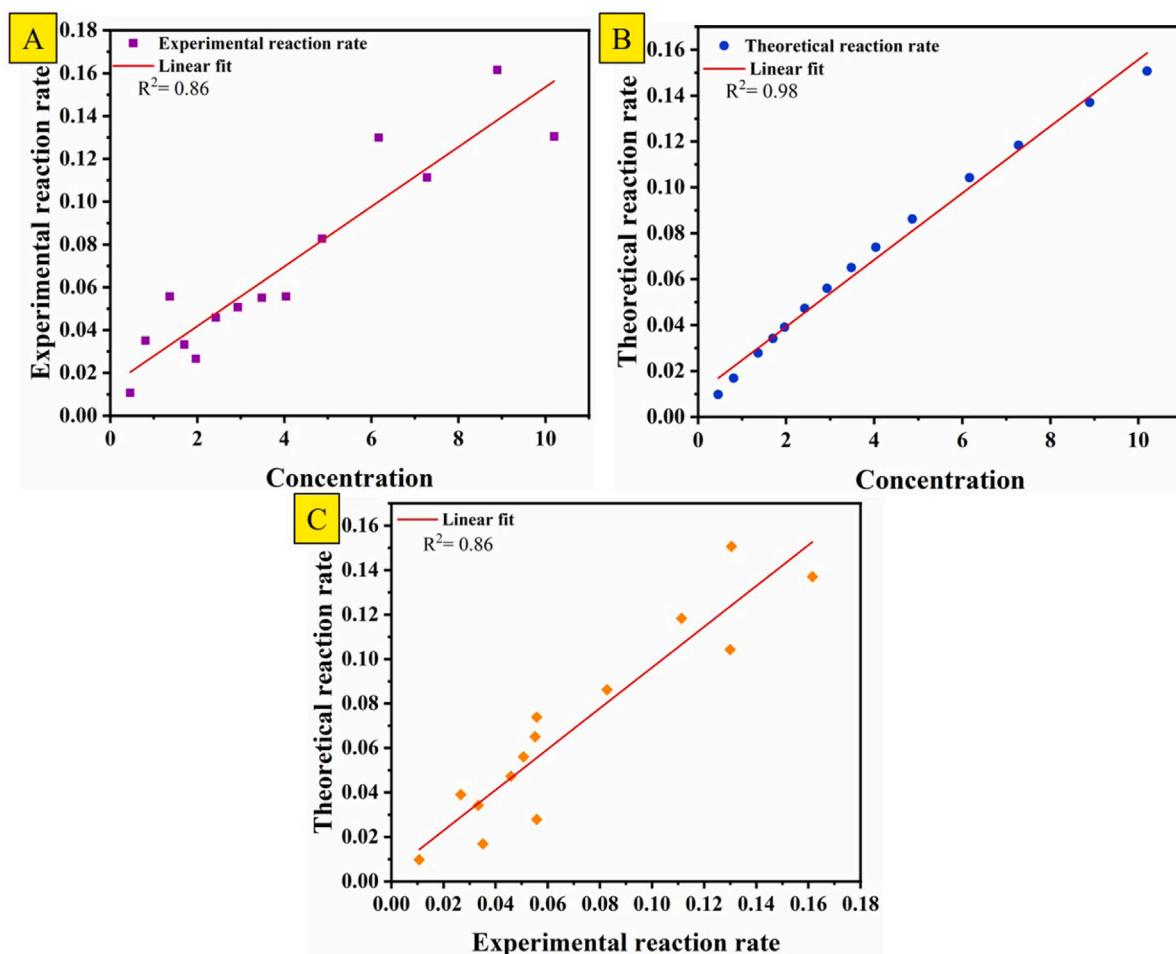 A
Experimental reaction rate
Linear fit
R²= 0.86
0.18
0.16
0.14
0.12
0.10
0.08
0.06
0.04
0.02
0.00
Experimental reaction rate
0 2 4 6 8 10
Concentration
B
Theoretical reaction rate
Linear fit
R²= 0.98
0.16
0.14
0.12
0.10
0.08
0.06
0.04
0.02
0.00
Theoretical reaction rate
0 2 4 6 8 10
Concentration
C
Linear fit
R²= 0.86
0.16
0.14
0.12
0.10
0.08
0.06
0.04
0.02
0.00
Theoretical reaction rate
0.00 0.02 0.04 0.06 0.08 0.10 0.12 0.14 0.16 0.18
Experimental reaction rate